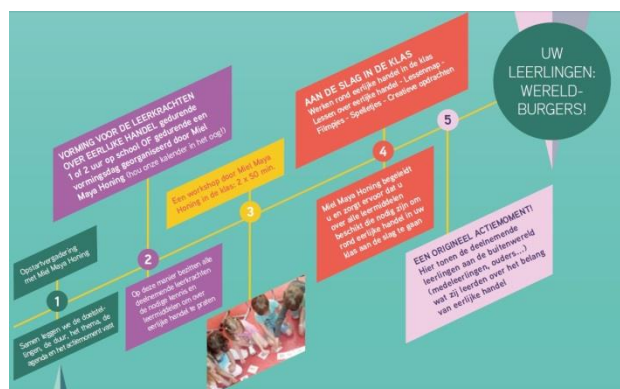 Opstartvergadering
met Miel Maya Honing
1
Samen leggen we de doelstel-
lingen, de duur, het thema, de
agenda en het actiemoment vast
VORMING VOOR DE LEERKRACHTEN
OVER EERLIJKE HANDEL gedurende
1 of 2 uur op school OF gedurende een
vormingsdag georganiseerd door Miel
Maya Honing (hou onze kalender in het oog!)
2
Op deze manier bezitten alle
deelnemende leerkrachten
de nodige kennis en
leermiddelen om over
eerlijke handel te praten
Een workshop door Miel Maya
Honing in de klas: 2 x 50 min.
3
AAN DE SLAG IN DE KLAS
Werken rond eerlijke handel in de klas
Lessen over eerlijke handel - Lessenmap -
Filmpjes - Spelletjes - Creatieve opdrachten
4
Miel Maya Honing begeleidt
u en zorgt ervoor dat u
over alle leermiddelen
beschikt die nodig zijn om
rond eerlijke handel in uw
klas aan de slag te gaan
5
EEN ORIGINEEL ACTIEMOMENT!
Hier tonen de deelnemende
leerlingen aan de buitenwereld
(medeleerlingen, ouders...)
wat zij leerden over het belang
van eerlijke handel
UW
LEERLINGEN:
WERELD-
BURGERS!